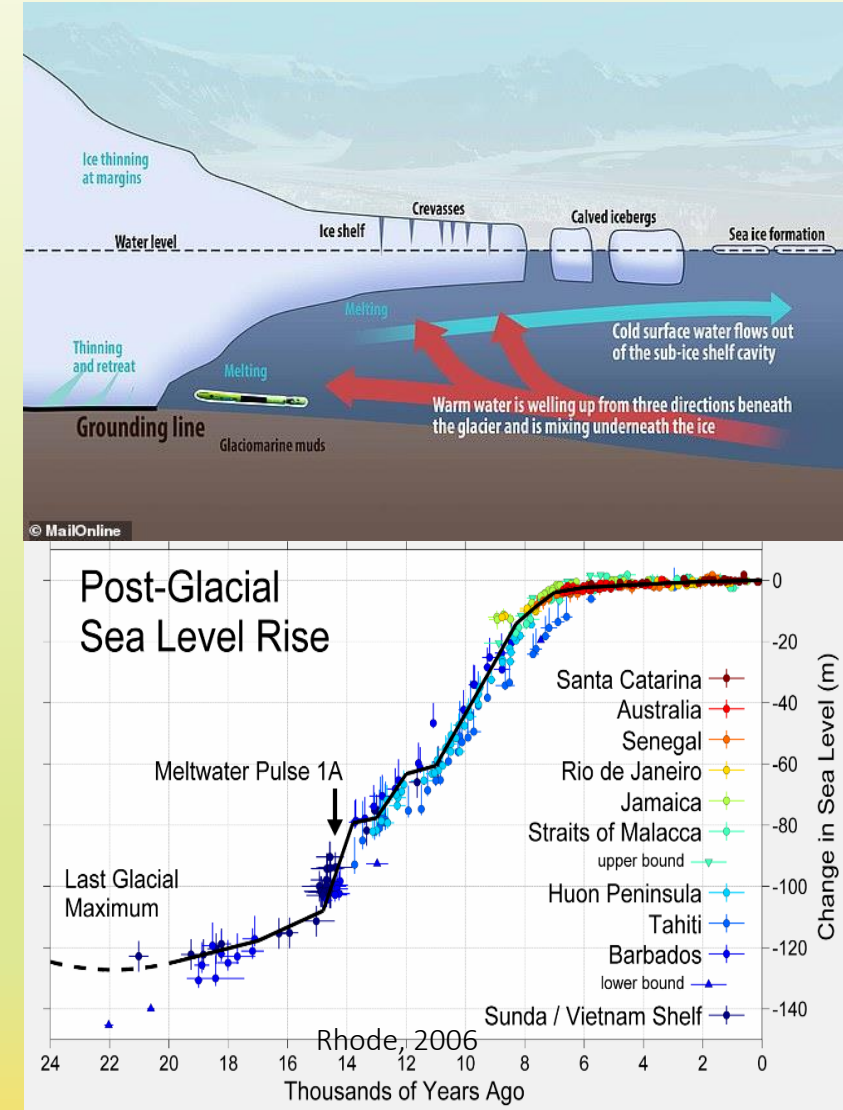 Ice thinning
at margins
Water level
Ice shelf
Crevasses
Calved icebergs
Sea ice formation
Melting
Cold surface water flows out
of the sub-ice shelf cavity
Thinning
and retreat
Melting
Warm water is welling up from three directions beneath
the glacier and is mixing underneath the ice
Grounding line
Glaciomarine muds
© MailOnline
Post-Glacial
Sea Level Rise
Meltwater Pulse 1A
Last Glacial
Maximum
Santa Catarina
Australia
Senegal
Rio de Janeiro
Jamaica
Straits of Malacca
upper bound
Huon Peninsula
Tahiti
Barbados
lower bound
Sunda / Vietnam Shelf
0
-20
-40
-60
-80
-100
-120
-140
Change in Sea Level (m)
Rhode, 2006
24 22 20 18 16 14 12 10 8 6 4 2 0
Thousands of Years Ago